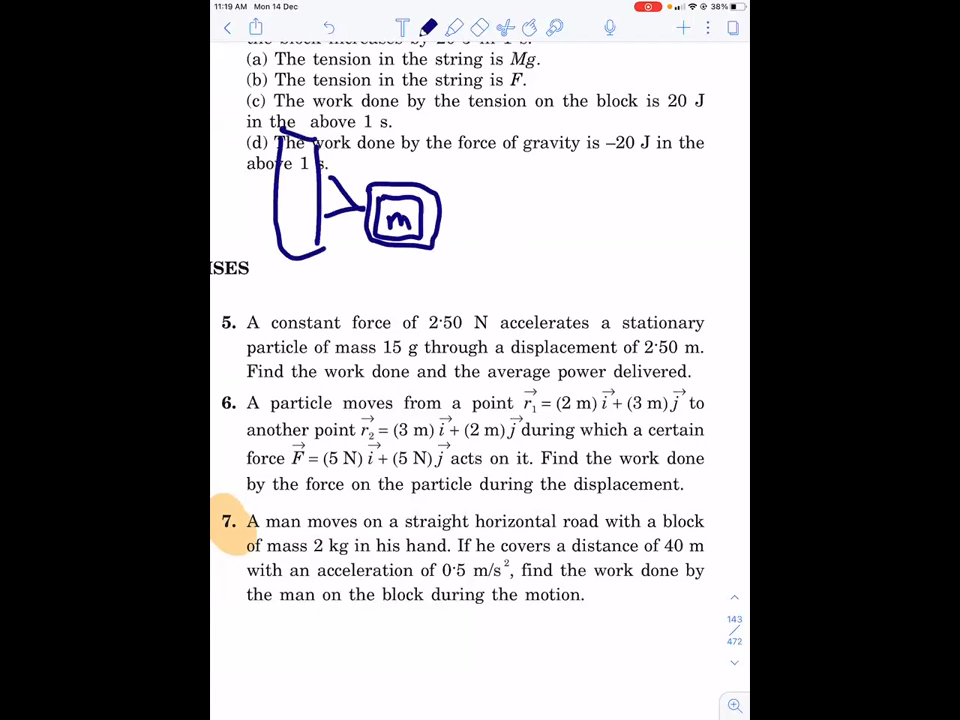 11:19 AM Mon 14 Dec
38%
the block increases by 20 J in 1 s.
(a) The tension in the string is Mg.
(b) The tension in the string is F.
(c) The work done by the tension on the block is 20 J
in the above 1 s.
(d) The work done by the force of gravity is –20 J in the
above 1 s.
m
ISES
5. A constant force of 2·50 N accelerates a stationary
particle of mass 15 g through a displacement of 2·50 m.
Find the work done and the average power delivered.
6. A particle moves from a point r⃗₁ = (2 m) i⃗ + (3 m) j⃗ to
another point r⃗₂ = (3 m) i⃗ + (2 m) j⃗ during which a certain
force F⃗ = (5 N) i⃗ + (5 N) j⃗ acts on it. Find the work done
by the force on the particle during the displacement.
7. A man moves on a straight horizontal road with a block
of mass 2 kg in his hand. If he covers a distance of 40 m
with an acceleration of 0·5 m/s², find the work done by
the man on the block during the motion.
143
/
472